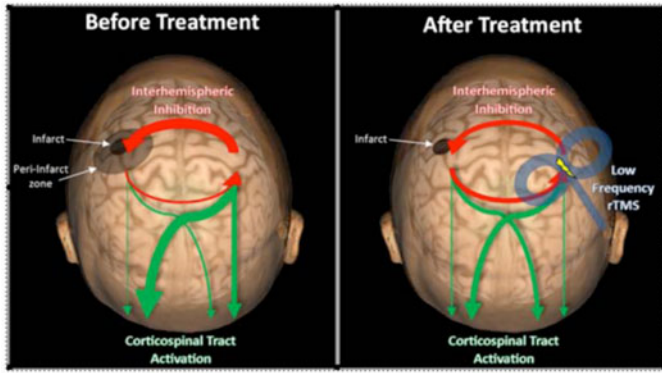 Before Treatment
Interhemispheric
Inhibition
Infarct
Peri-Infarct
zone
Corticospinal Tract
Activation
After Treatment
Interhemispheric
Inhibition
Infarct
Low
Frequency
rTMS
Corticospinal Tract
Activation